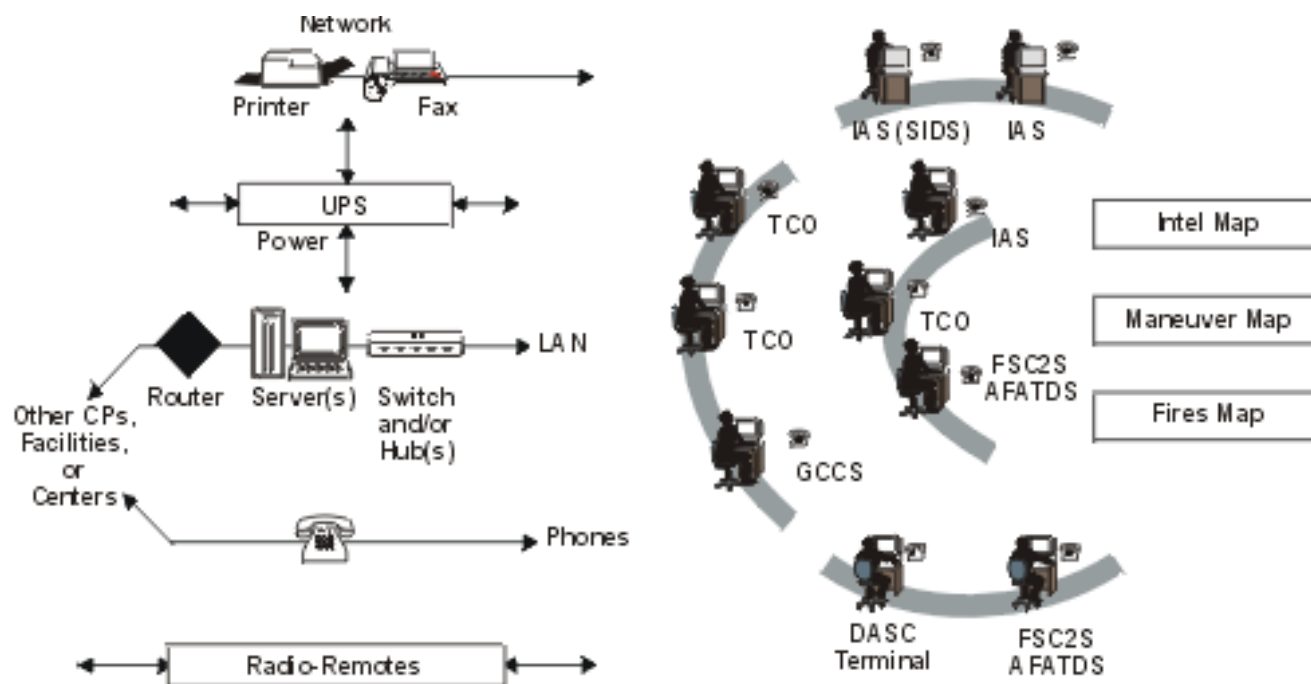 Network
Printer
Fax
UPS
Power
LAN
Router
Server(s)
Switch
and/or
Hub(s)
Other CPs,
Facilities,
or
Centers
Phones
Radio-Remotes
IAS (SIDS)
IAS
TCO
IAS
TCO
TCO
FSC2S
AFATDS
GCCS
DASC
Terminal
FSC2S
AFATDS
Intel Map
Maneuver Map
Fires Map